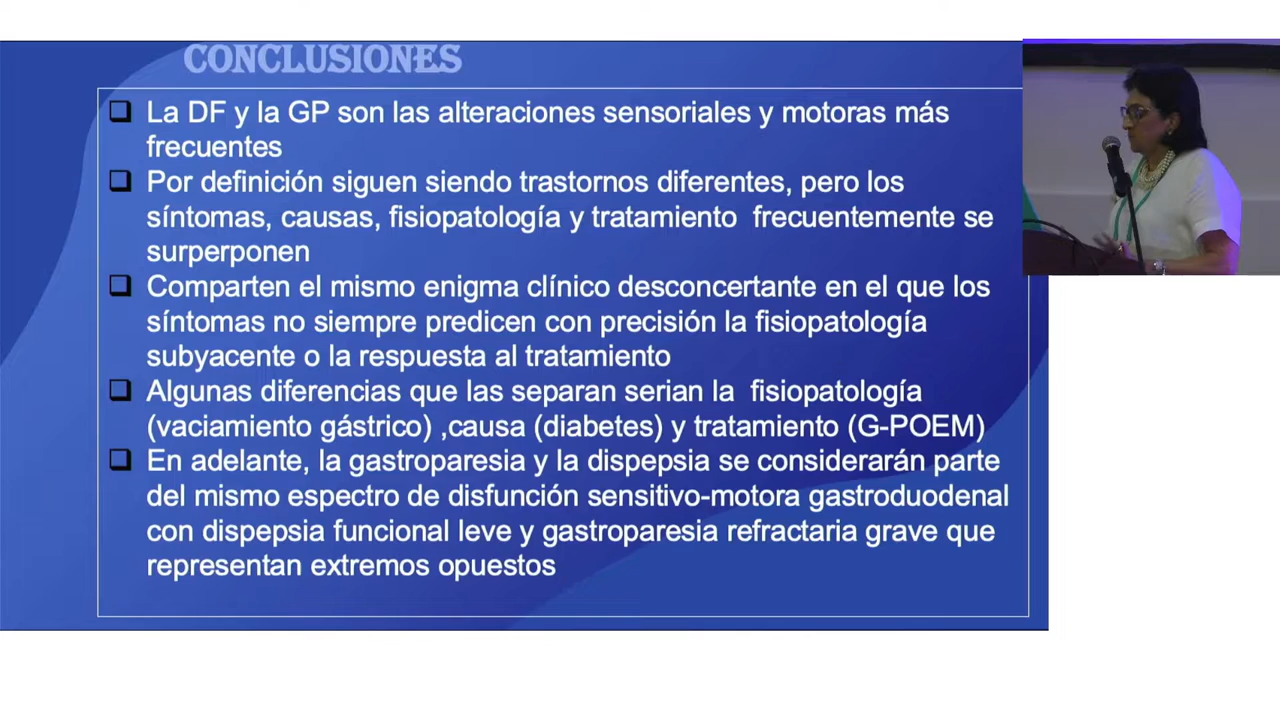 CONCLUSIONES
La DF y la GP son las alteraciones sensoriales y motoras más
frecuentes
Por definición siguen siendo trastornos diferentes, pero los
síntomas, causas, fisiopatología y tratamiento frecuentemente se
surperponen
Comparten el mismo enigma clínico desconcertante en el que los
síntomas no siempre predicen con precisión la fisiopatología
subyacente o la respuesta al tratamiento
Algunas diferencias que las separan serian la fisiopatología
(vaciamiento gástrico) ,causa (diabetes) y tratamiento (G-POEM)
En adelante, la gastroparesia y la dispepsia se considerarán parte
del mismo espectro de disfunción sensitivo-motora gastroduodenal
con dispepsia funcional leve y gastroparesia refractaria grave que
representan extremos opuestos